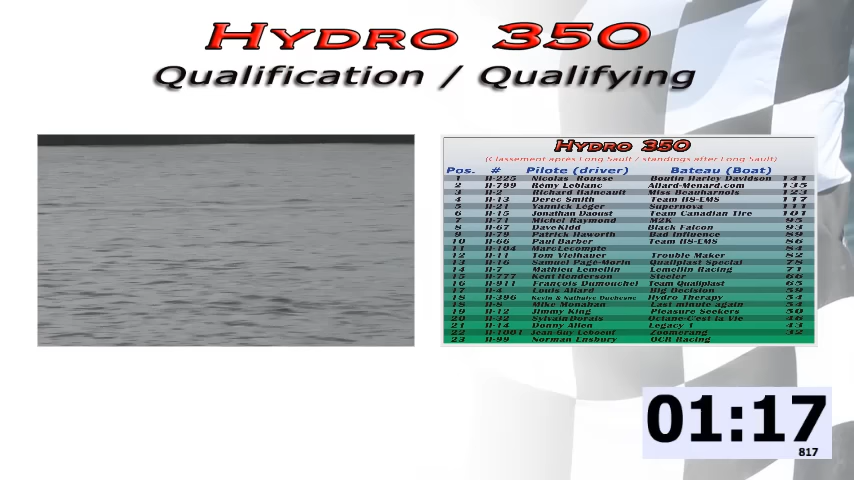 HYDRO 350
Qualification / Qualifying
HYDRO 350
(Classement après Long Sault / standings after Long Sault)
Pos. # Pilote (driver) Bateau (Boat)
1 H-225 Nicolas Rousse Boutin Harley Davidson 141
2 H-799 Rémy Leblanc Allard-Menard.com 135
3 H-2 Richard Hainault Miss Beauharnois 123
4 H-13 Derec Smith Team HS-EMS 117
5 H-21 Yannick Léger Supernova 111
6 H-15 Jonathan Daoust Team Canadian Tire 101
7 H-71 Michel Raymond MZK 95
8 H-67 Dave Kidd Black Falcon 93
9 H-79 Patrick Haworth Bad Influence 89
10 H-66 Paul Barber Team HS-EMS 86
11 H-104 Marc Lecompte 84
12 H-11 Tom Vielhauer Trouble Maker 82
13 H-16 Samuel Pagé-Morin Qualiplast Special 78
14 H-7 Mathieu Lemellin Lemellin Racing 71
15 H-777 Kent Henderson Steeler 66
16 H-911 François Dumouchel Team Qualiplast 65
17 H-4 Louis Allard Big Decision 59
18 H-396 Kevin & Nathalye Duchesne Hydro Therapy 54
18 H-8 Mike Monahan Last minute again 54
19 H-12 Jimmy King Pleasure Seekers 50
20 H-32 Sylvain Dorais Octane-C'est la Vie 46
21 H-14 Donny Allen Legacy 1 43
22 H-1001 Jean-Guy Leboeuf Zoomerang 32
23 H-99 Norman Ensbury OCR Racing
01:17
817